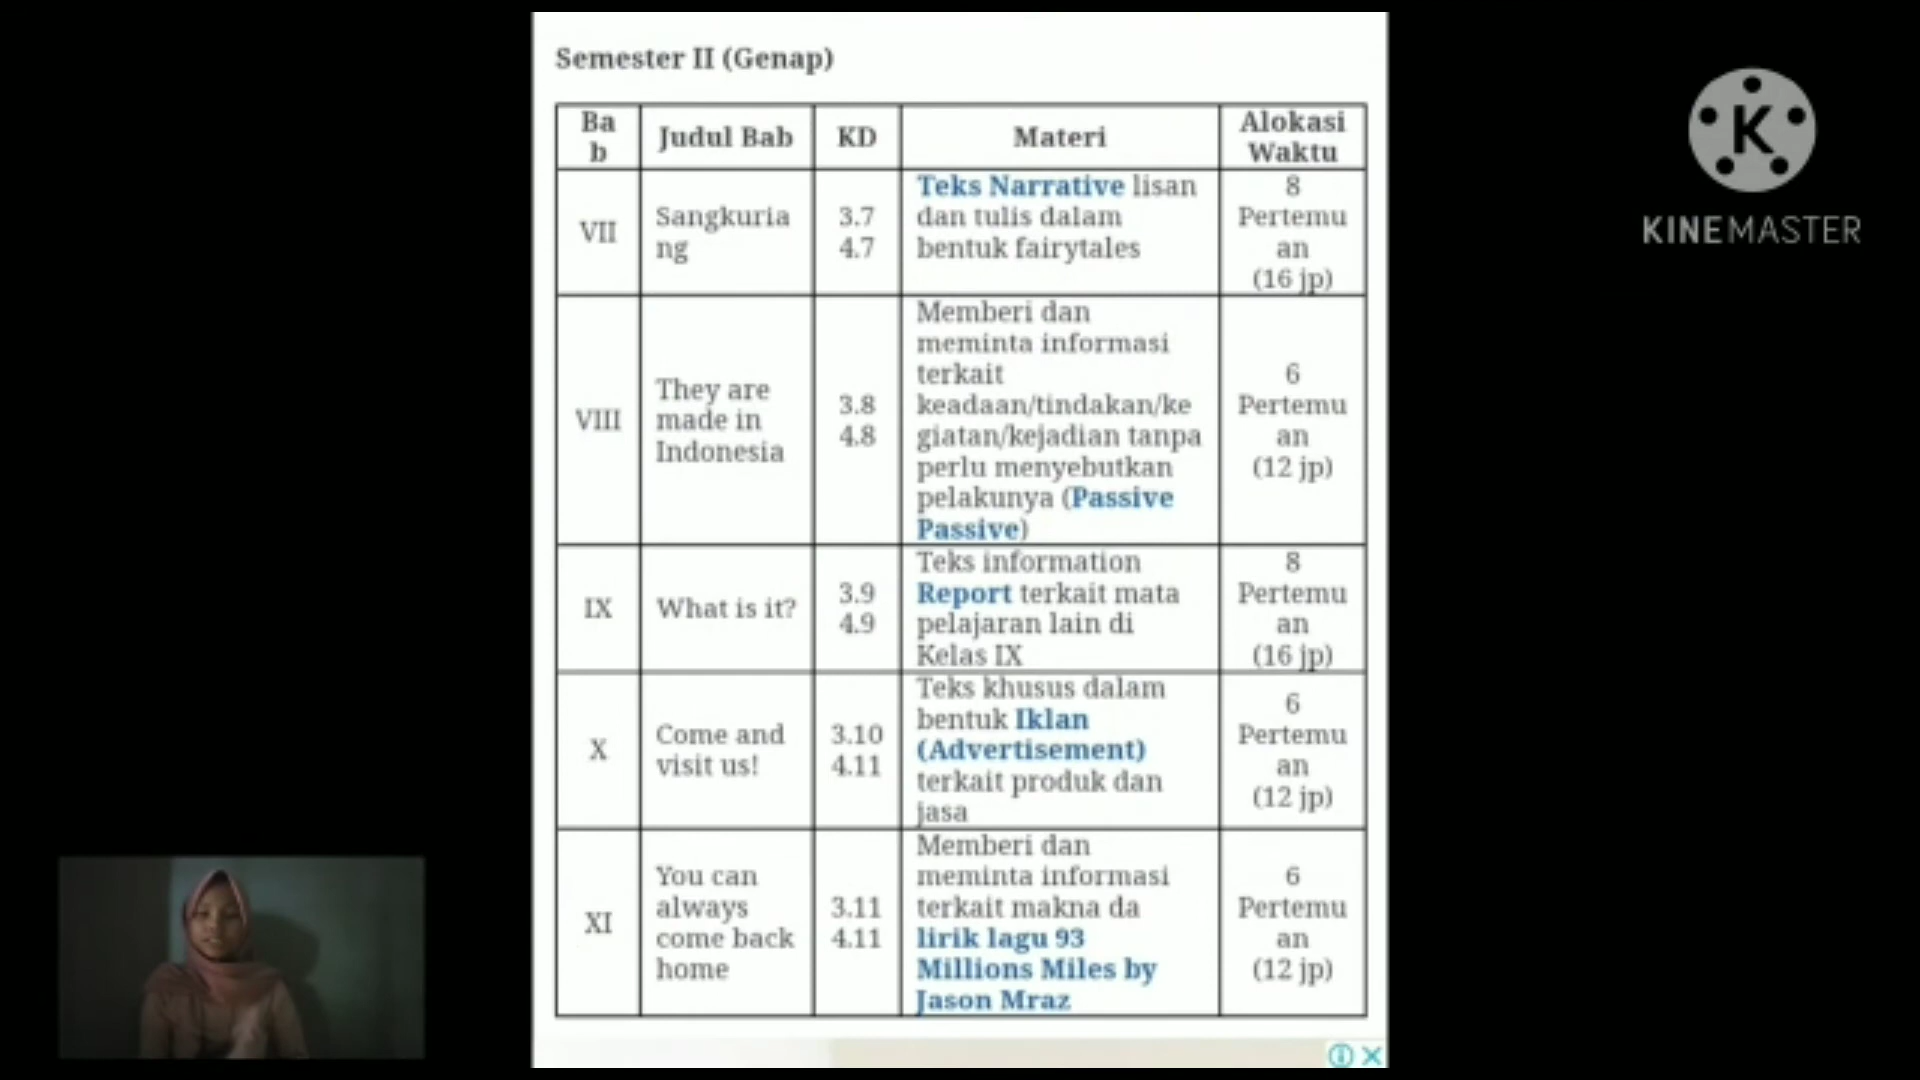 Semester II (Genap)
Ba
b
Judul Bab
KD
Materi
Alokasi
Waktu
VII
Sangkuria
ng
3.7
4.7
Teks Narrative lisan
dan tulis dalam
bentuk fairytales
8
Pertemu
an
(16 jp)
VIII
They are
made in
Indonesia
3.8
4.8
Memberi dan
meminta informasi
terkait
keadaan/tindakan/ke
giatan/kejadian tanpa
perlu menyebutkan
pelakunya (Passive
Passive)
6
Pertemu
an
(12 jp)
IX
What is it?
3.9
4.9
Teks information
Report terkait mata
pelajaran lain di
Kelas IX
8
Pertemu
an
(16 jp)
X
Come and
visit us!
3.10
4.11
Teks khusus dalam
bentuk Iklan
(Advertisement)
terkait produk dan
jasa
6
Pertemu
an
(12 jp)
XI
You can
always
come back
home
3.11
4.11
Memberi dan
meminta informasi
terkait makna da
lirik lagu 93
Millions Miles by
Jason Mraz
6
Pertemu
an
(12 jp)
K
KINEMASTER